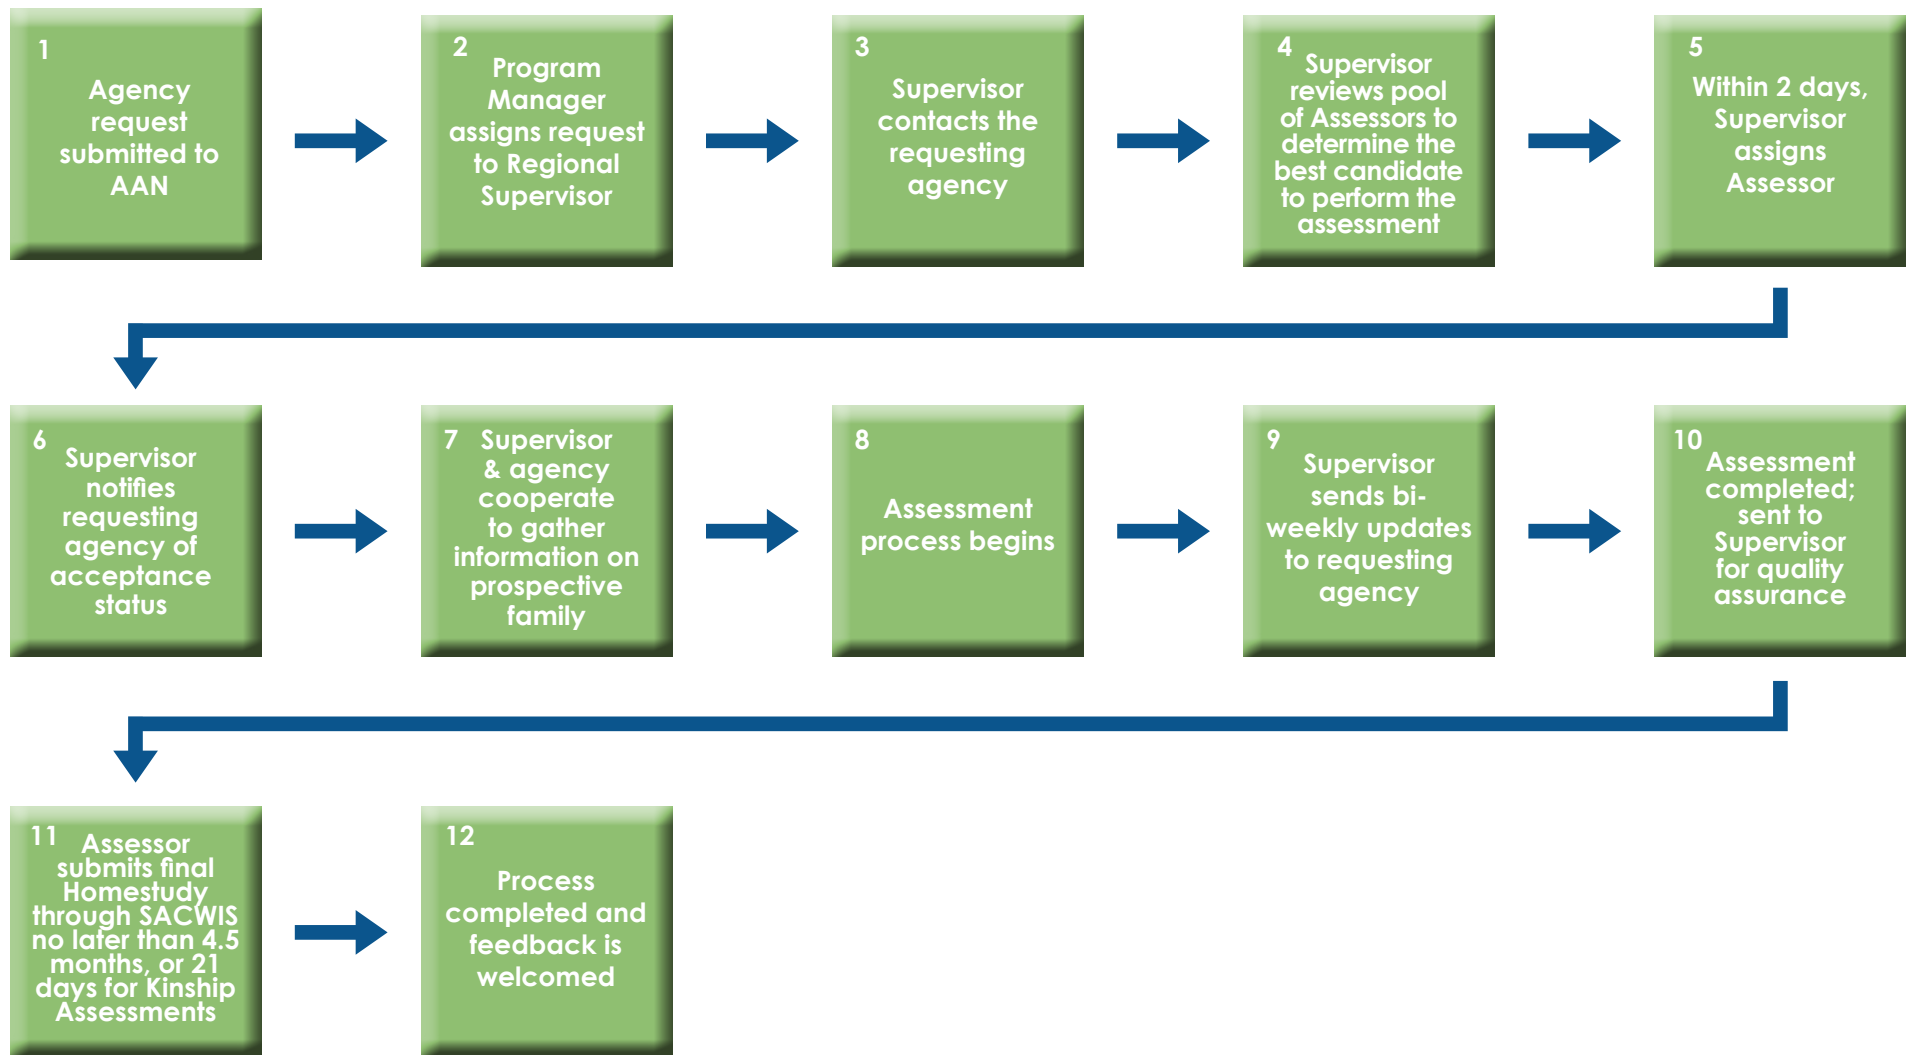 1
Agency
request
submitted to
AAN
2
Program
Manager
assigns request
to Regional
Supervisor
3
Supervisor
contacts the
requesting
agency
4
Supervisor
reviews pool
of Assessors to
determine the
best candidate
to perform the
assessment
5
Within 2 days,
Supervisor
assigns
Assessor
6
Supervisor
notifies
requesting
agency of
acceptance
status
7
Supervisor
& agency
cooperate
to gather
information on
prospective
family
8
Assessment
process begins
9
Supervisor
sends bi-
weekly updates
to requesting
agency
10
Assessment
completed;
sent to
Supervisor
for quality
assurance
11
Assessor
submits final
Homestudy
through SACWIS
no later than 4.5
months, or 21
days for Kinship
Assessments
12
Process
completed and
feedback is
welcomed